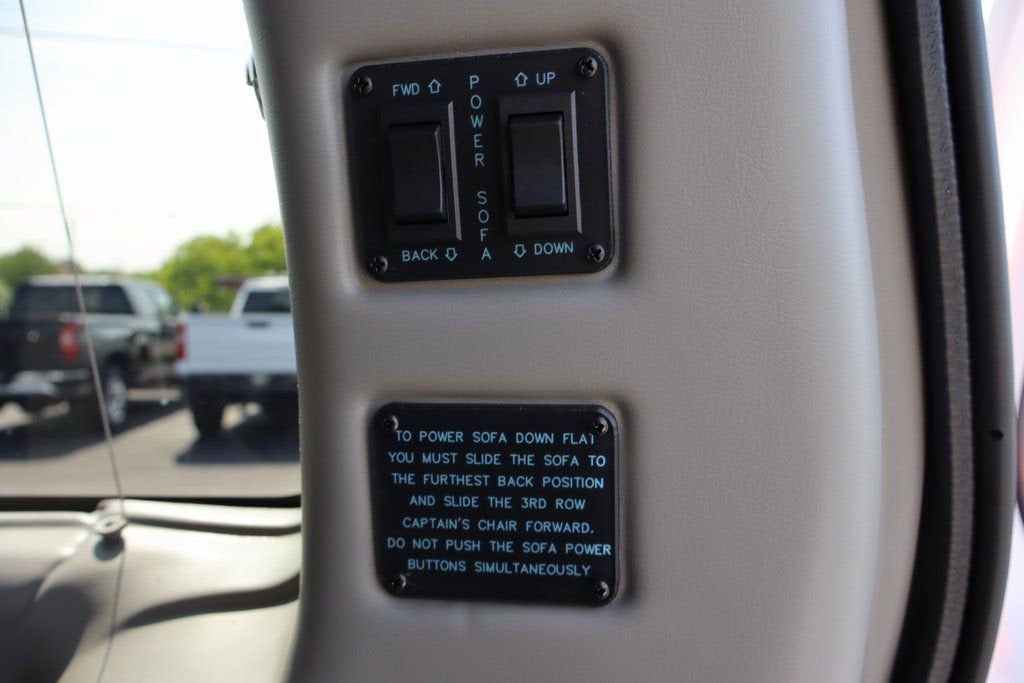 FWD ⇧
POWER SOFA
⇧ UP
BACK ⇩
⇩ DOWN
TO POWER SOFA DOWN FLAT
YOU MUST SLIDE THE SOFA TO
THE FURTHEST BACK POSITION
AND SLIDE THE 3RD ROW
CAPTAIN'S CHAIR FORWARD.
DO NOT PUSH THE SOFA POWER
BUTTONS SIMULTANEOUSLY